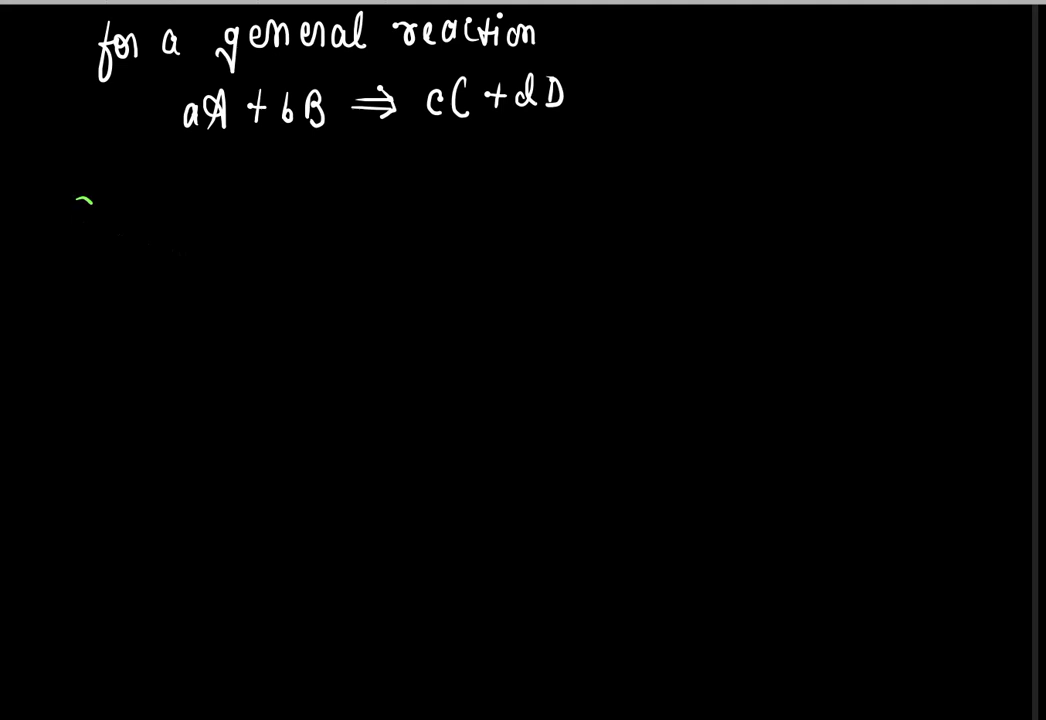 for a general reaction
aA + bB ⇌ cC + dD